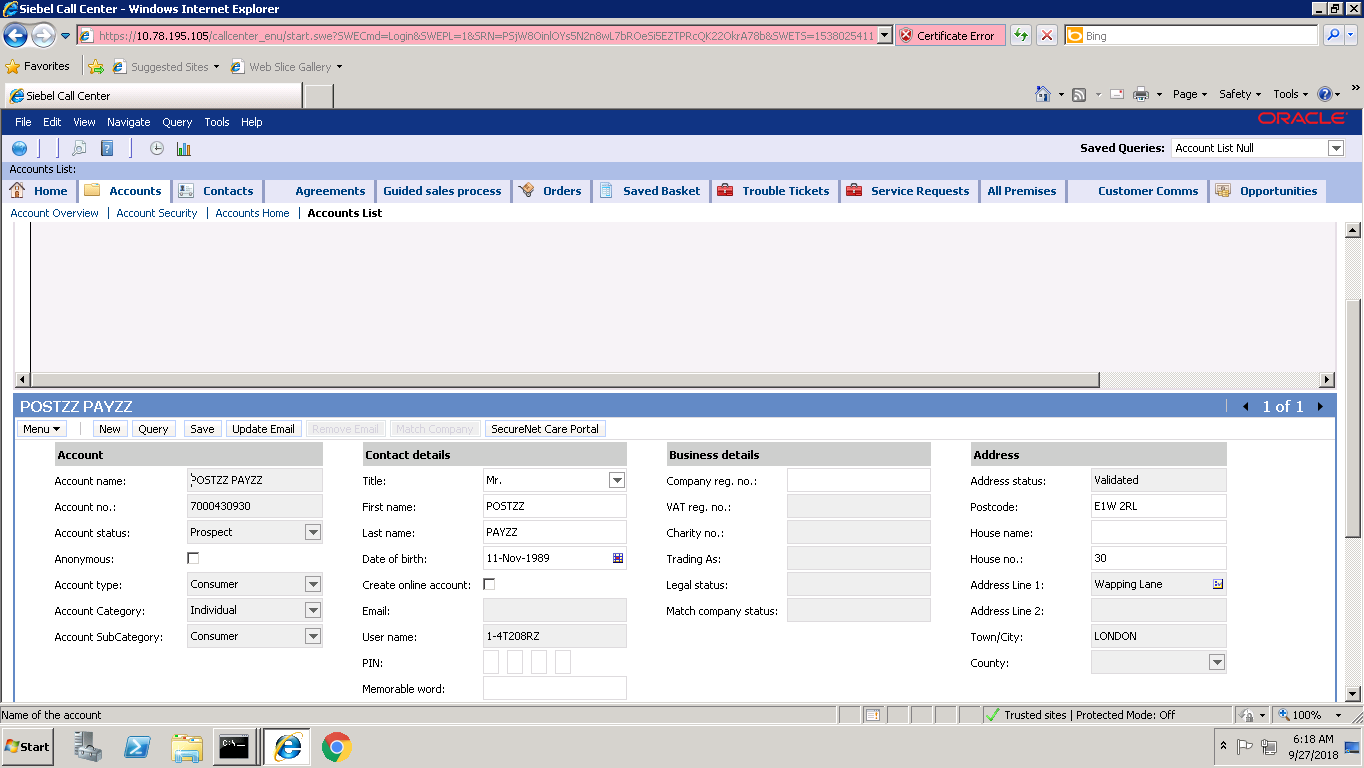 Siebel Call Center - Windows Internet Explorer
https://10.78.195.105/callcenter_enu/start.swe?SWECmd=Login&SWEPL=1&SRN=P5jW8OinlOYs5N2n8wL7bROeSi5EZTPRcQK22OkrA78b&SWETS=1538025411 Certificate Error Bing
Favorites Suggested Sites Web Slice Gallery
Siebel Call Center Page Safety Tools
File Edit View Navigate Query Tools Help ORACLE
Saved Queries: Account List Null
Accounts List:
Home Accounts Contacts Agreements Guided sales process Orders Saved Basket Trouble Tickets Service Requests All Premises Customer Comms Opportunities
Account Overview Account Security Accounts Home Accounts List
POSTZZ PAYZZ 1 of 1
Menu New Query Save Update Email Remove Email Match Company SecureNet Care Portal
Account Contact details Business details Address
Account name: POSTZZ PAYZZ Title: Mr. Company reg. no.: Address status: Validated
Account no.: 7000430930 First name: POSTZZ VAT reg. no.: Postcode: E1W 2RL
Account status: Prospect Last name: PAYZZ Charity no.: House name:
Anonymous: Date of birth: 11-Nov-1989 Trading As: House no.: 30
Account type: Consumer Create online account: Legal status: Address Line 1: Wapping Lane
Account Category: Individual Email: Match company status: Address Line 2:
Account SubCategory: Consumer User name: 1-4T208RZ Town/City: LONDON
PIN: County:
Memorable word:
Name of the account Trusted sites | Protected Mode: Off 100%
Start 6:18 AM
9/27/2018